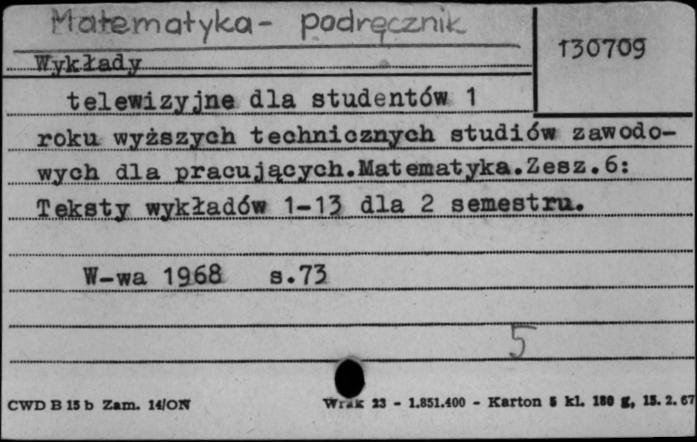 Matematyka - podręcznik
130709
Wykłady
telewizyjne dla studentów 1
roku wyższych technicznych studiów zawodo-
wych dla pracujących.Matematyka.Zesz.6:
Teksty wykładów 1-13 dla 2 semestru.
W-wa 1968 s.73
5
CWD B 15 b Zam. 14/ON
23 - 1.851.400 - Karton 5 kl. 180 g, 15. 2. 67